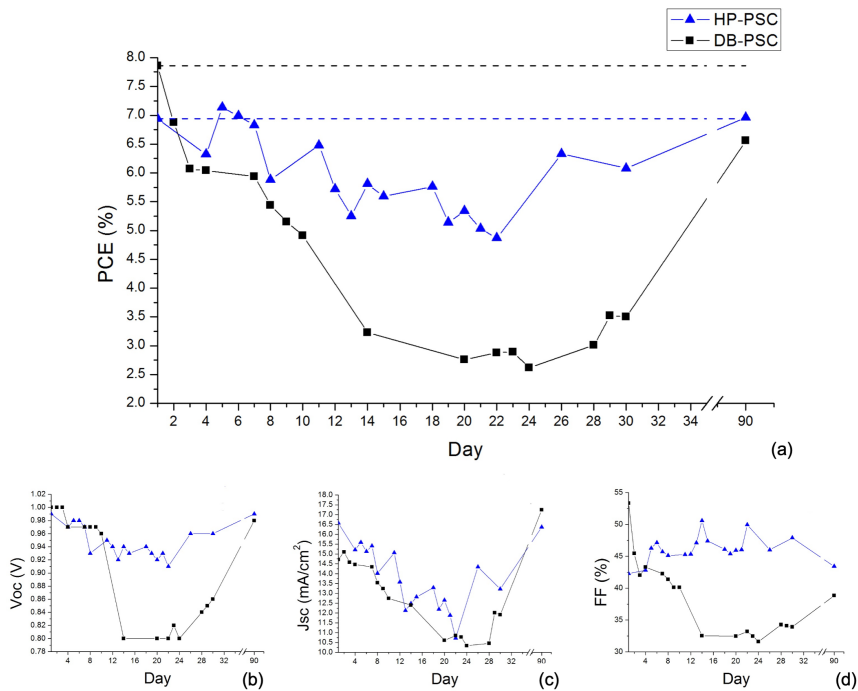 HP-PSC
DB-PSC
8.0
7.5
7.0
6.5
6.0
5.5
5.0
4.5
4.0
3.5
3.0
2.5
2.0
PCE (%)
2 4 6 8 10 12 14 16 18 20 22 24 26 28 30 32 34 90
Day
(a)
1.02
1.00
0.98
0.96
0.94
0.92
0.90
0.88
0.86
0.84
0.82
0.80
0.78
Voc (V)
4 8 12 16 20 24 28 32 36 90
Day
(b)
18.0
17.5
17.0
16.5
16.0
15.5
15.0
14.5
14.0
13.5
13.0
12.5
12.0
11.5
11.0
10.5
10.0
Jsc (mA/cm²)
4 8 12 16 20 24 28 32 90
Day
(c)
55
50
45
40
35
30
FF (%)
0 4 8 12 16 20 24 28 32 36 90
Day
(d)